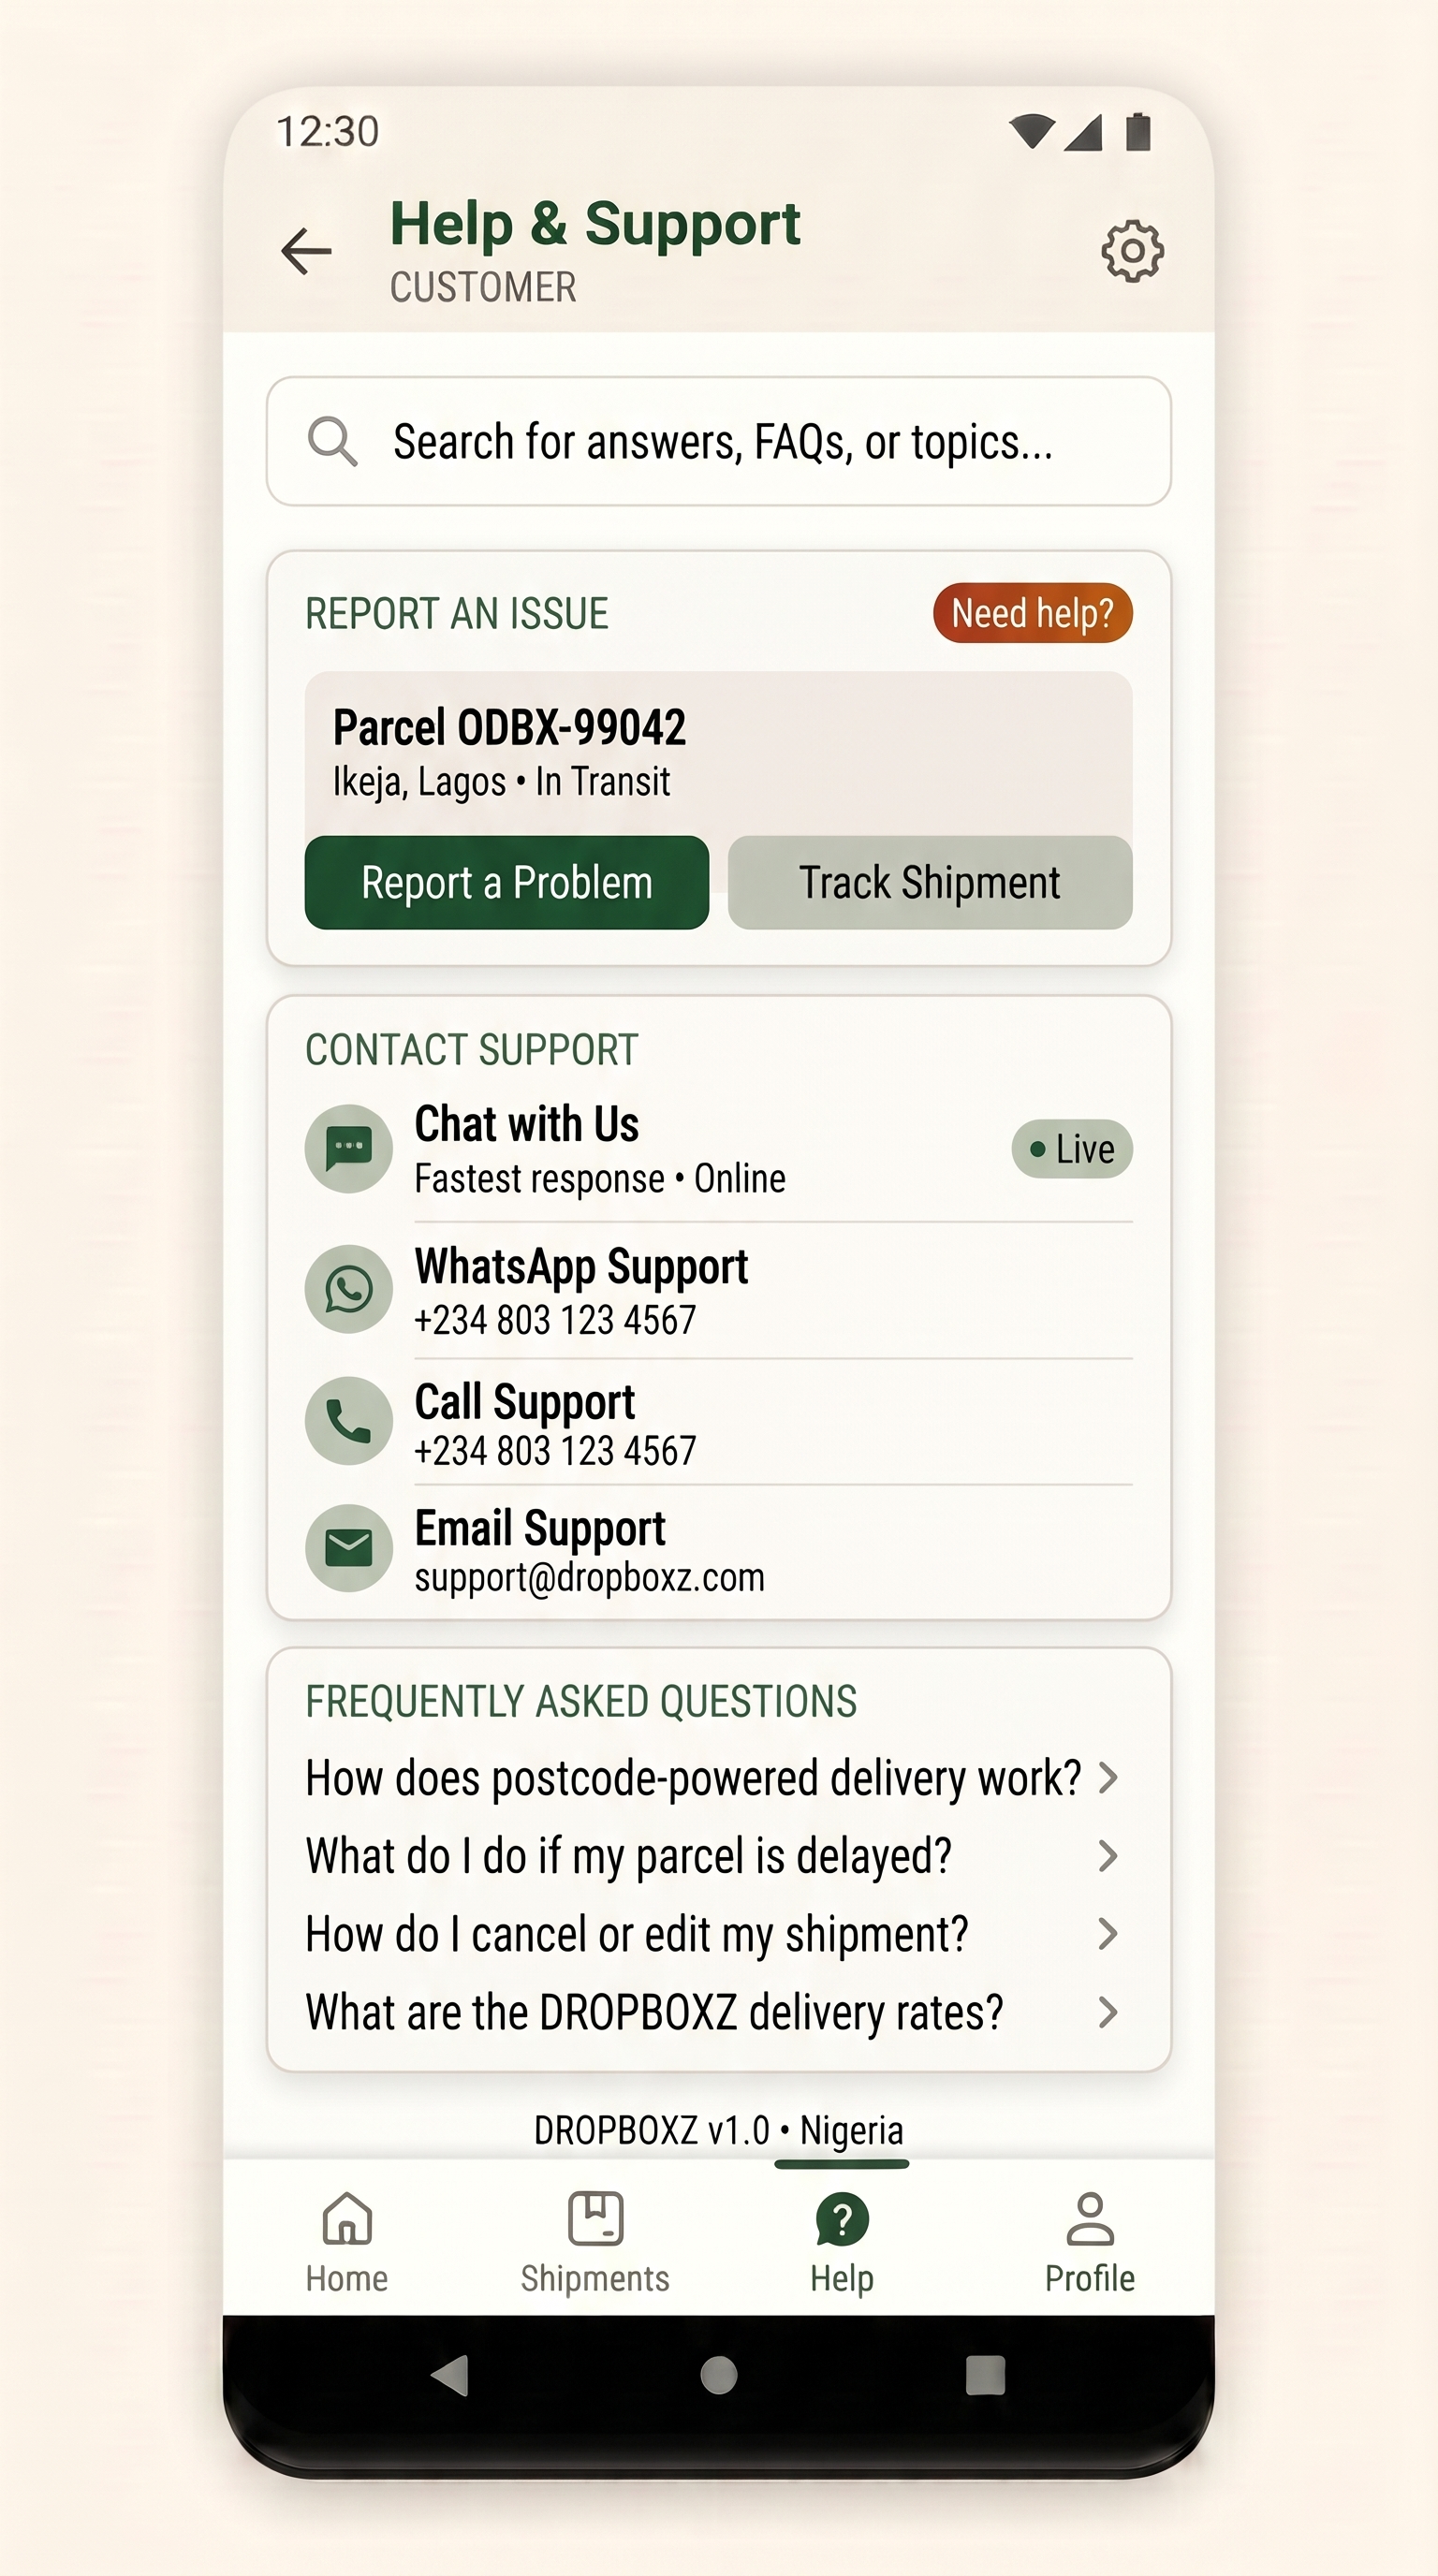 12:30
Help & Support
CUSTOMER
Search for answers, FAQs, or topics...
REPORT AN ISSUE
Need help?
Parcel ODBX-99042
Ikeja, Lagos • In Transit
Report a Problem
Track Shipment
CONTACT SUPPORT
Chat with Us
Fastest response • Online
• Live
WhatsApp Support
+234 803 123 4567
Call Support
+234 803 123 4567
Email Support
support@dropboxz.com
FREQUENTLY ASKED QUESTIONS
How does postcode-powered delivery work?
What do I do if my parcel is delayed?
How do I cancel or edit my shipment?
What are the DROPBOXZ delivery rates?
DROPBOXZ v1.0 • Nigeria
Home
Shipments
Help
Profile